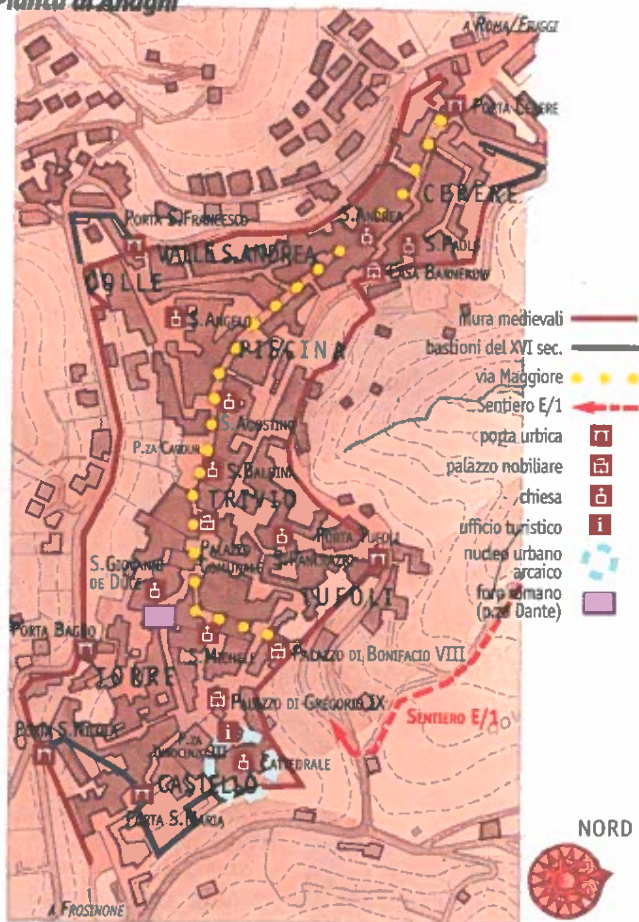 Pianta di Anagni
A ROMA/FIUGGI
PORTA CERERE
CERERE
S. ANDREA
S. PAOLO
PORTA S. FRANCESCO
VALLE S. ANDREA
CASA BARNEKOW
COLLE
S. ANGELO
PISCINA
S. AGOSTINO
P.ZA CAVOUR
S. BALBINA
TRIVIO
PALAZZO
COMUNALE
S. PANCRAZIO
PORTA TUFOLI
TUFOLI
S. GIOVANNI
DE DUCE
PORTA BAGNO
S. MICHELE
PALAZZO DI BONIFACIO VIII
TORRE
PALAZZO DI GREGORIO IX
PORTA S. NICOLA
P.ZA
INNOCENZO III
CATTEDRALE
CASTELLO
PORTA S. MARIA
SENTIERO E/1
A FROSINONE
mura medievali
bastioni del XVI sec.
via Maggiore
Sentiero E/1
porta urbica
palazzo nobiliare
chiesa
ufficio turistico
i
nucleo urbano
arcaico
foro romano
(p.za Dante)
i
NORD